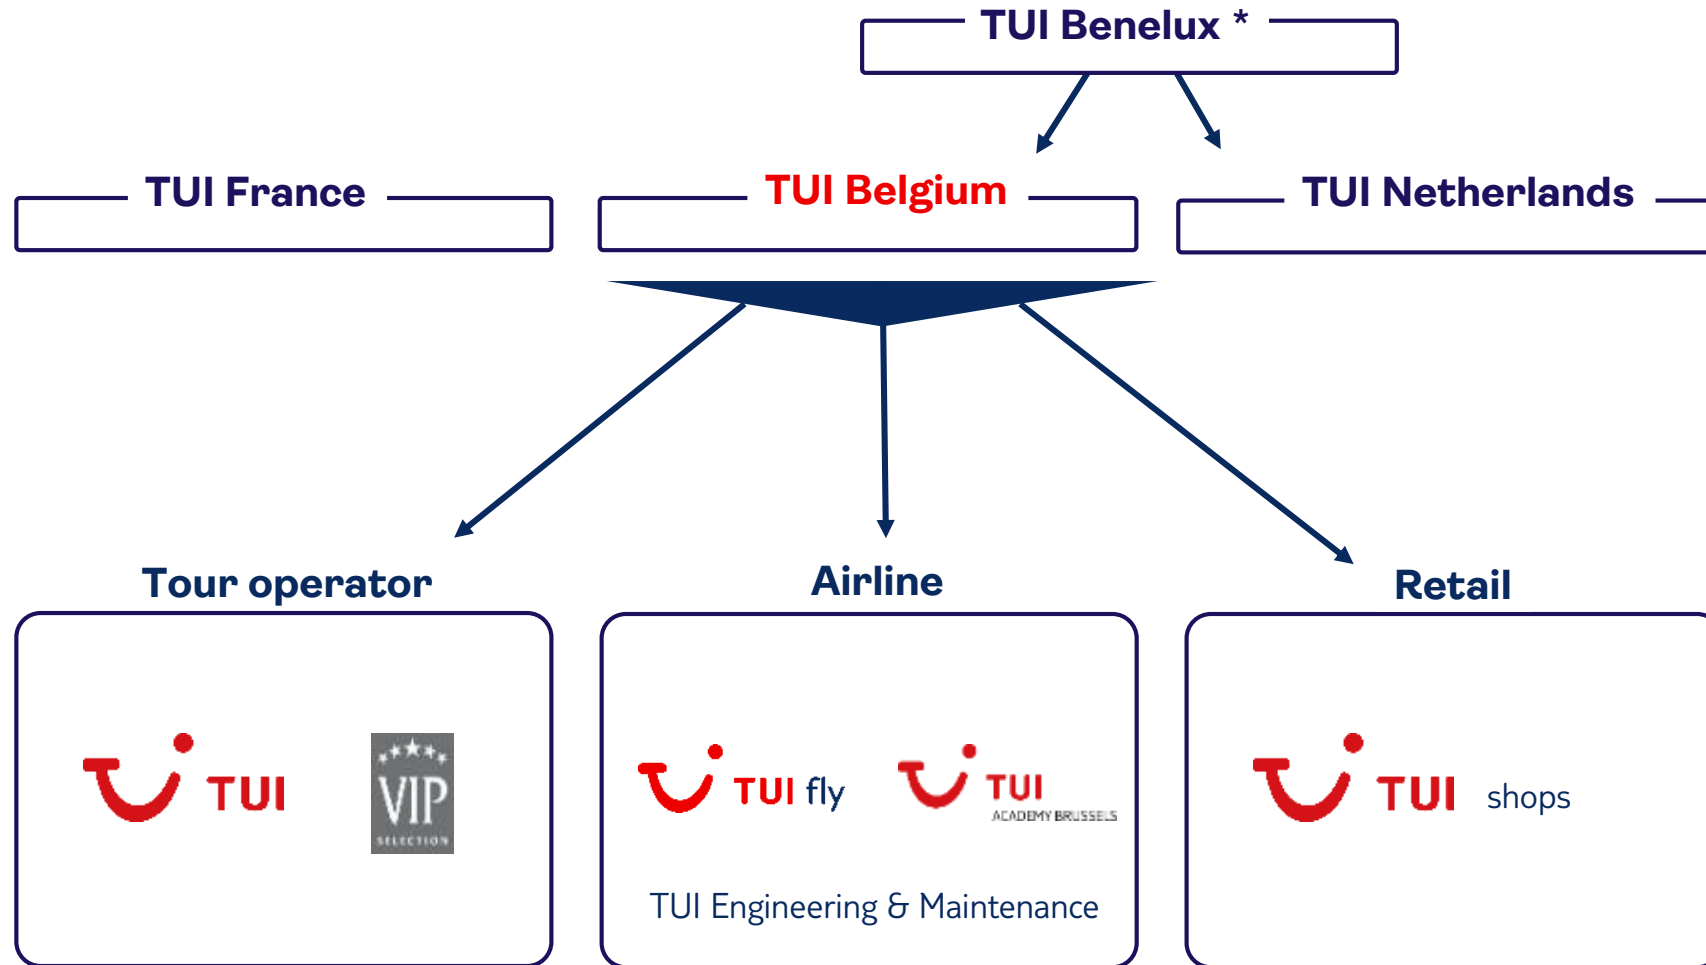 TUI Benelux *
TUI France
TUI Belgium
TUI Netherlands
Tour operator
Airline
Retail
TUI
VIP
SELECTION
TUI fly
TUI
ACADEMY BRUSSELS
TUI shops
TUI Engineering & Maintenance